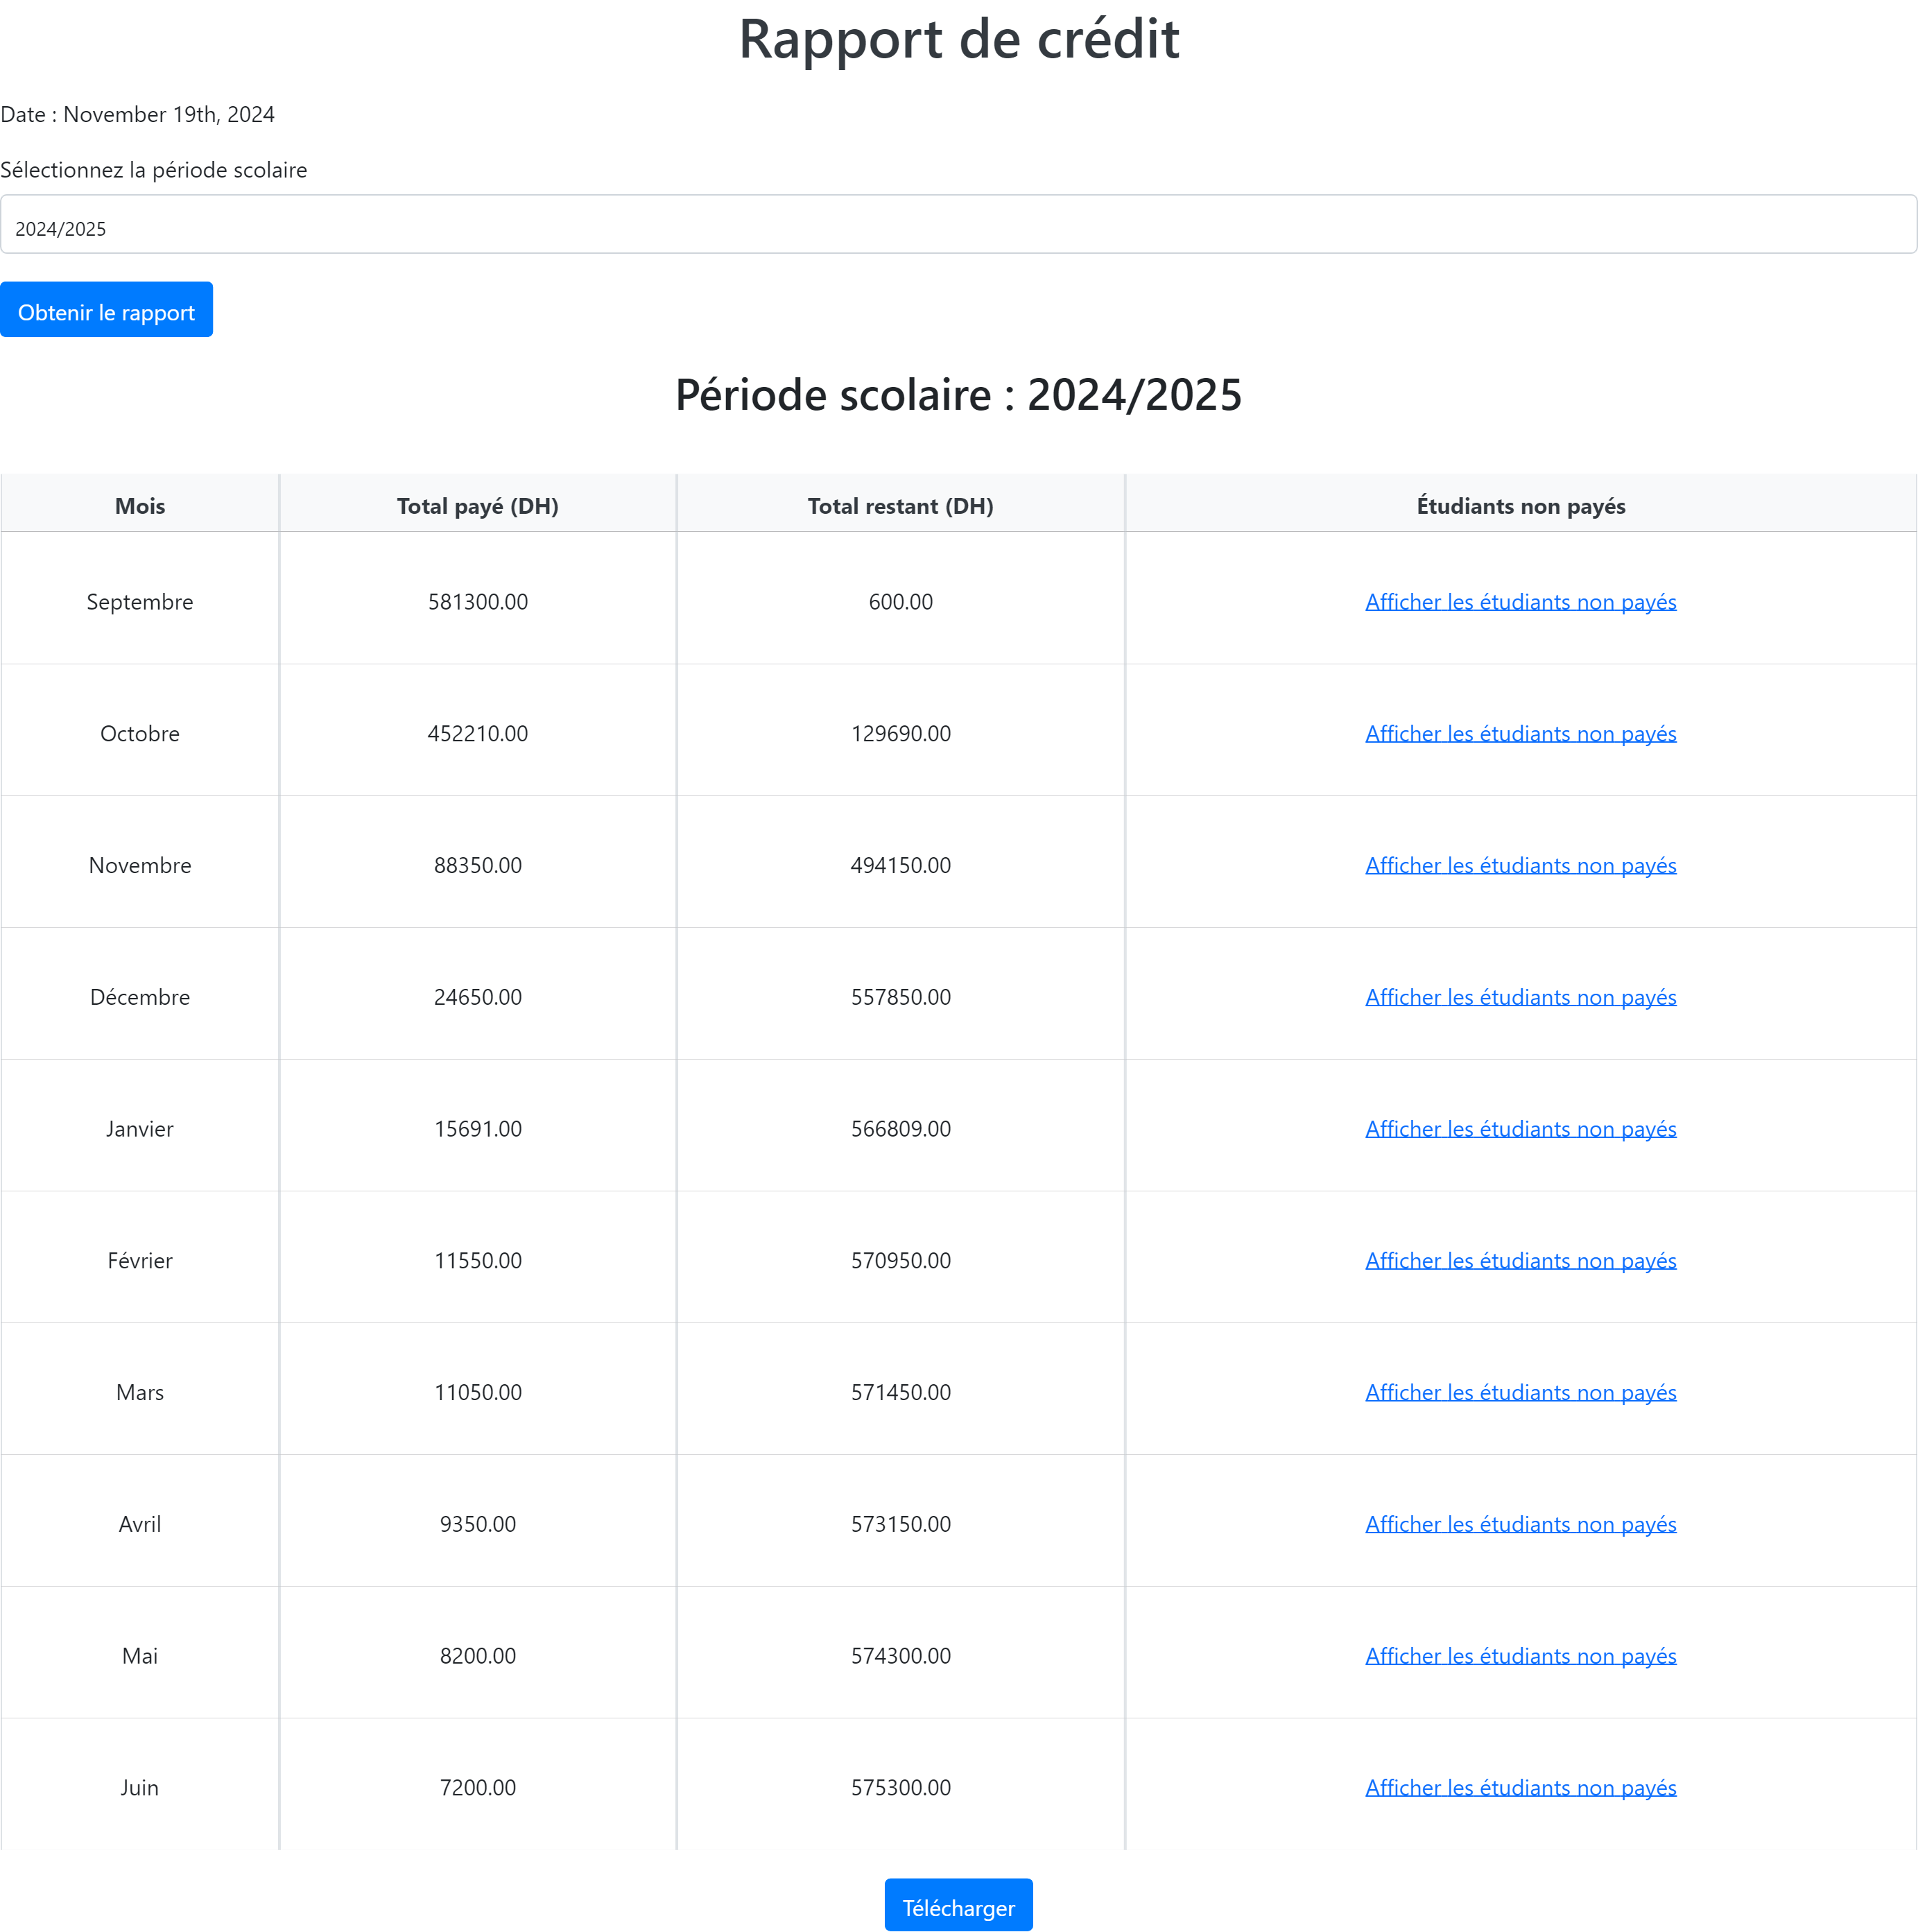 Rapport de crédit
Date : November 19th, 2024
Sélectionnez la période scolaire
2024/2025
Obtenir le rapport
Période scolaire : 2024/2025
Mois Total payé (DH) Total restant (DH) Étudiants non payés
Septembre 581300.00 600.00 Afficher les étudiants non payés
Octobre 452210.00 129690.00 Afficher les étudiants non payés
Novembre 88350.00 494150.00 Afficher les étudiants non payés
Décembre 24650.00 557850.00 Afficher les étudiants non payés
Janvier 15691.00 566809.00 Afficher les étudiants non payés
Février 11550.00 570950.00 Afficher les étudiants non payés
Mars 11050.00 571450.00 Afficher les étudiants non payés
Avril 9350.00 573150.00 Afficher les étudiants non payés
Mai 8200.00 574300.00 Afficher les étudiants non payés
Juin 7200.00 575300.00 Afficher les étudiants non payés
Télécharger